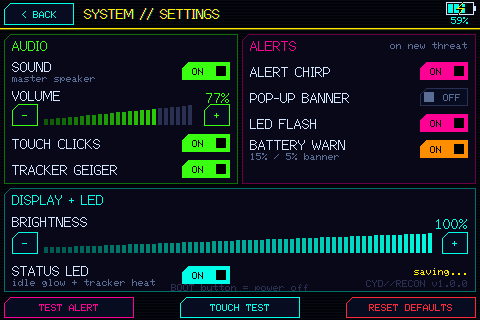 < BACK
SYSTEM // SETTINGS
59%
AUDIO
SOUND
master speaker
ON
VOLUME
77%
-
+
TOUCH CLICKS
ON
TRACKER GEIGER
ON
ALERTS
on new threat
ALERT CHIRP
ON
POP-UP BANNER
OFF
LED FLASH
ON
BATTERY WARN
15% / 5% banner
ON
DISPLAY + LED
BRIGHTNESS
100%
-
+
STATUS LED
idle glow + tracker heat
ON
saving...
BOOT button = power off
CYD//RECON v1.0.0
TEST ALERT
TOUCH TEST
RESET DEFAULTS